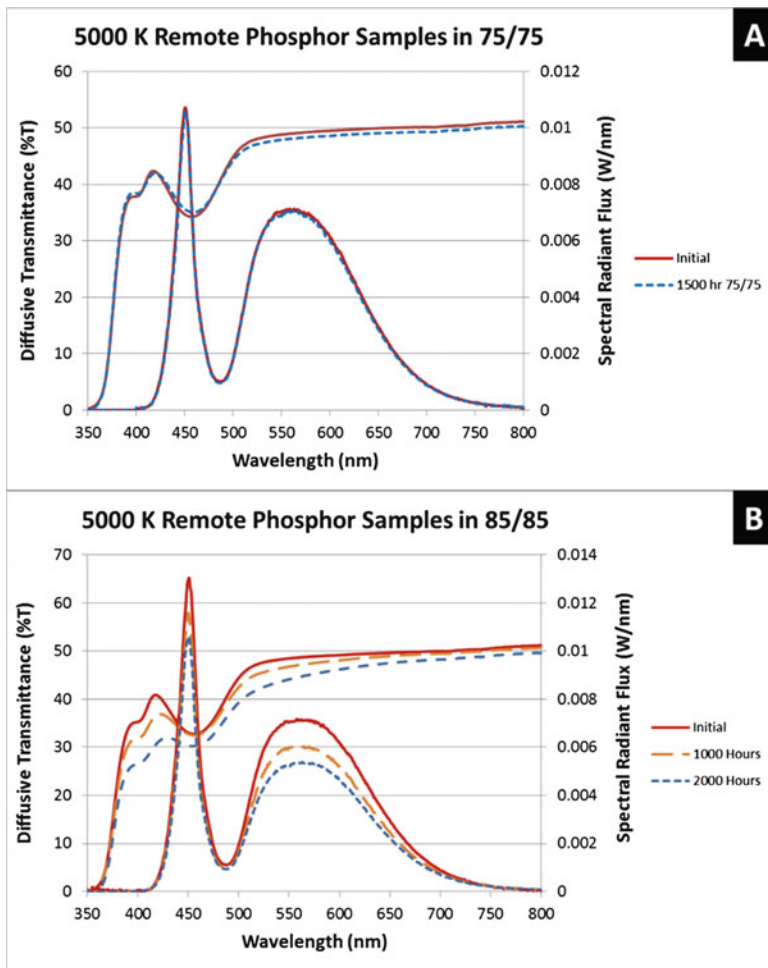 5000 K Remote Phosphor Samples in 75/75
A
60
50
40
30
20
10
0
Diffusive Transmittance (%T)
0.012
0.01
0.008
0.006
0.004
0.002
0
Spectral Radiant Flux (W/nm)
350 400 450 500 550 600 650 700 750 800
Wavelength (nm)
Initial
1500 hr 75/75
5000 K Remote Phosphor Samples in 85/85
B
70
60
50
40
30
20
10
0
Diffusive Transmittance (%T)
0.014
0.012
0.01
0.008
0.006
0.004
0.002
0
Spectral Radiant Flux (W/nm)
350 400 450 500 550 600 650 700 750 800
Wavelength (nm)
Initial
1000 Hours
2000 Hours